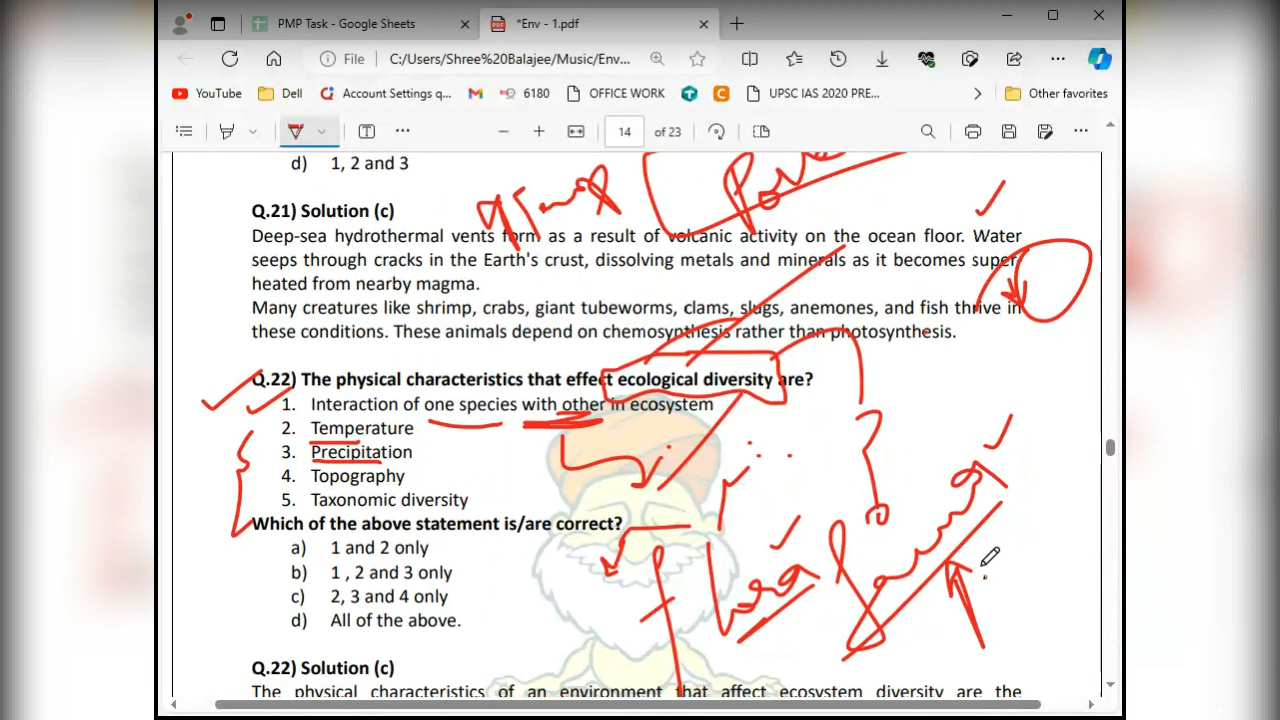 PMP Task - Google Sheets
*Env - 1.pdf
File
C:/Users/Shree%20Balajee/Music/Env...
YouTube
Dell
Account Settings q...
6180
OFFICE WORK
UPSC IAS 2020 PRE...
Other favorites
14 of 23
d) 1, 2 and 3
Q.21) Solution (c)
Deep-sea hydrothermal vents form as a result of volcanic activity on the ocean floor. Water
seeps through cracks in the Earth's crust, dissolving metals and minerals as it becomes super
heated from nearby magma.
Many creatures like shrimp, crabs, giant tubeworms, clams, slugs, anemones, and fish thrive in
these conditions. These animals depend on chemosynthesis rather than photosynthesis.
Q.22) The physical characteristics that effect ecological diversity are?
1. Interaction of one species with other in ecosystem
2. Temperature
3. Precipitation
4. Topography
5. Taxonomic diversity
Which of the above statement is/are correct?
a) 1 and 2 only
b) 1 , 2 and 3 only
c) 2, 3 and 4 only
d) All of the above.
flora
fauna
Q.22) Solution (c)
The physical characteristics of an environment that affect ecosystem diversity are the